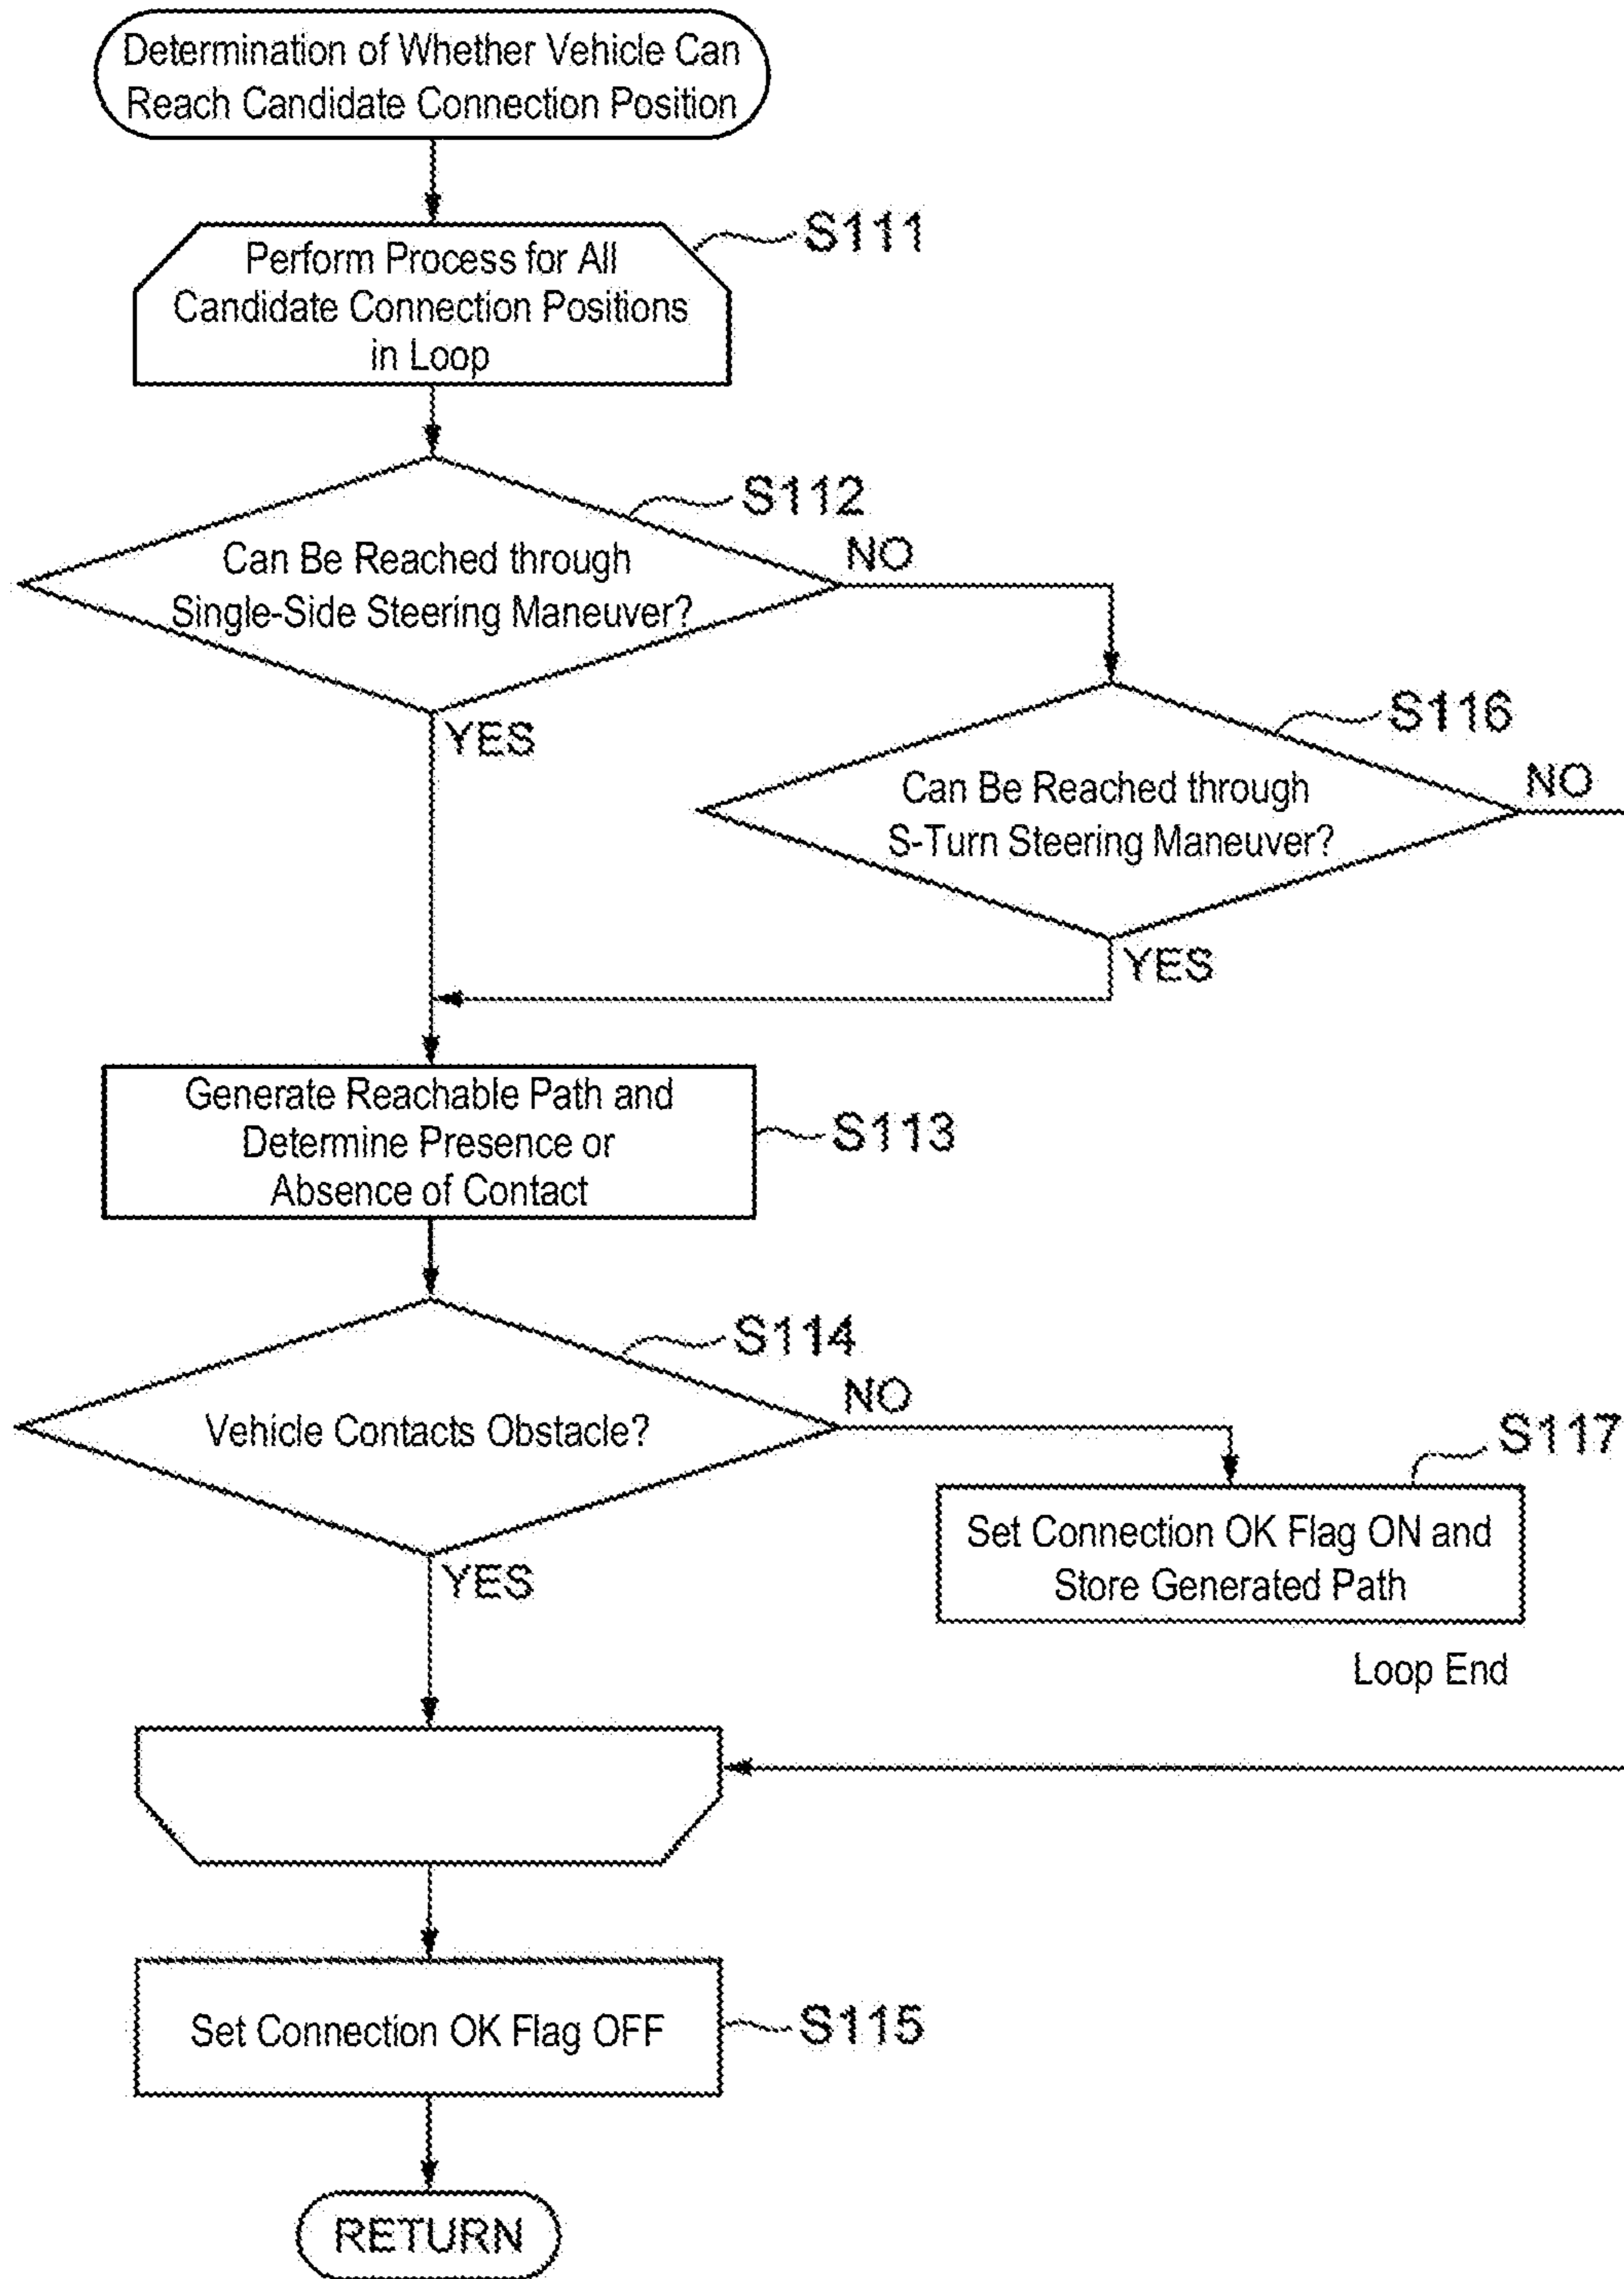 Determination of Whether Vehicle Can
Reach Candidate Connection Position
S111
Perform Process for All
Candidate Connection Positions
in Loop
S112
Can Be Reached through
Single-Side Steering Maneuver?
NO
YES
S116
Can Be Reached through
S-Turn Steering Maneuver?
NO
YES
Generate Reachable Path and
Determine Presence or
Absence of Contact
S113
S114
Vehicle Contacts Obstacle?
NO
YES
S117
Set Connection OK Flag ON and
Store Generated Path
Loop End
Set Connection OK Flag OFF
S115
RETURN